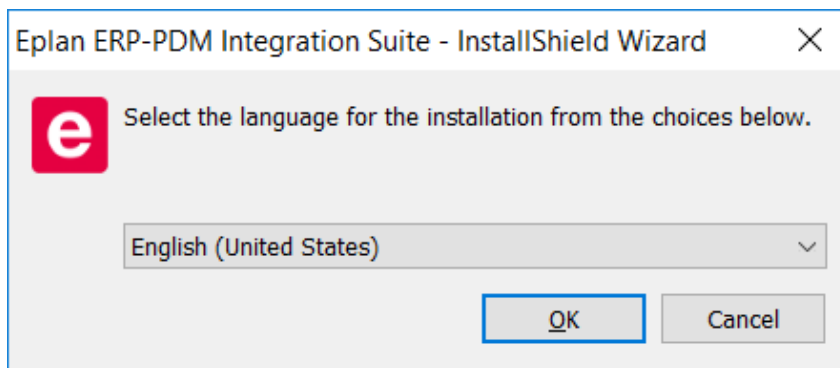 Eplan ERP-PDM Integration Suite - InstallShield Wizard
e
Select the language for the installation from the choices below.
English (United States)
OK
Cancel